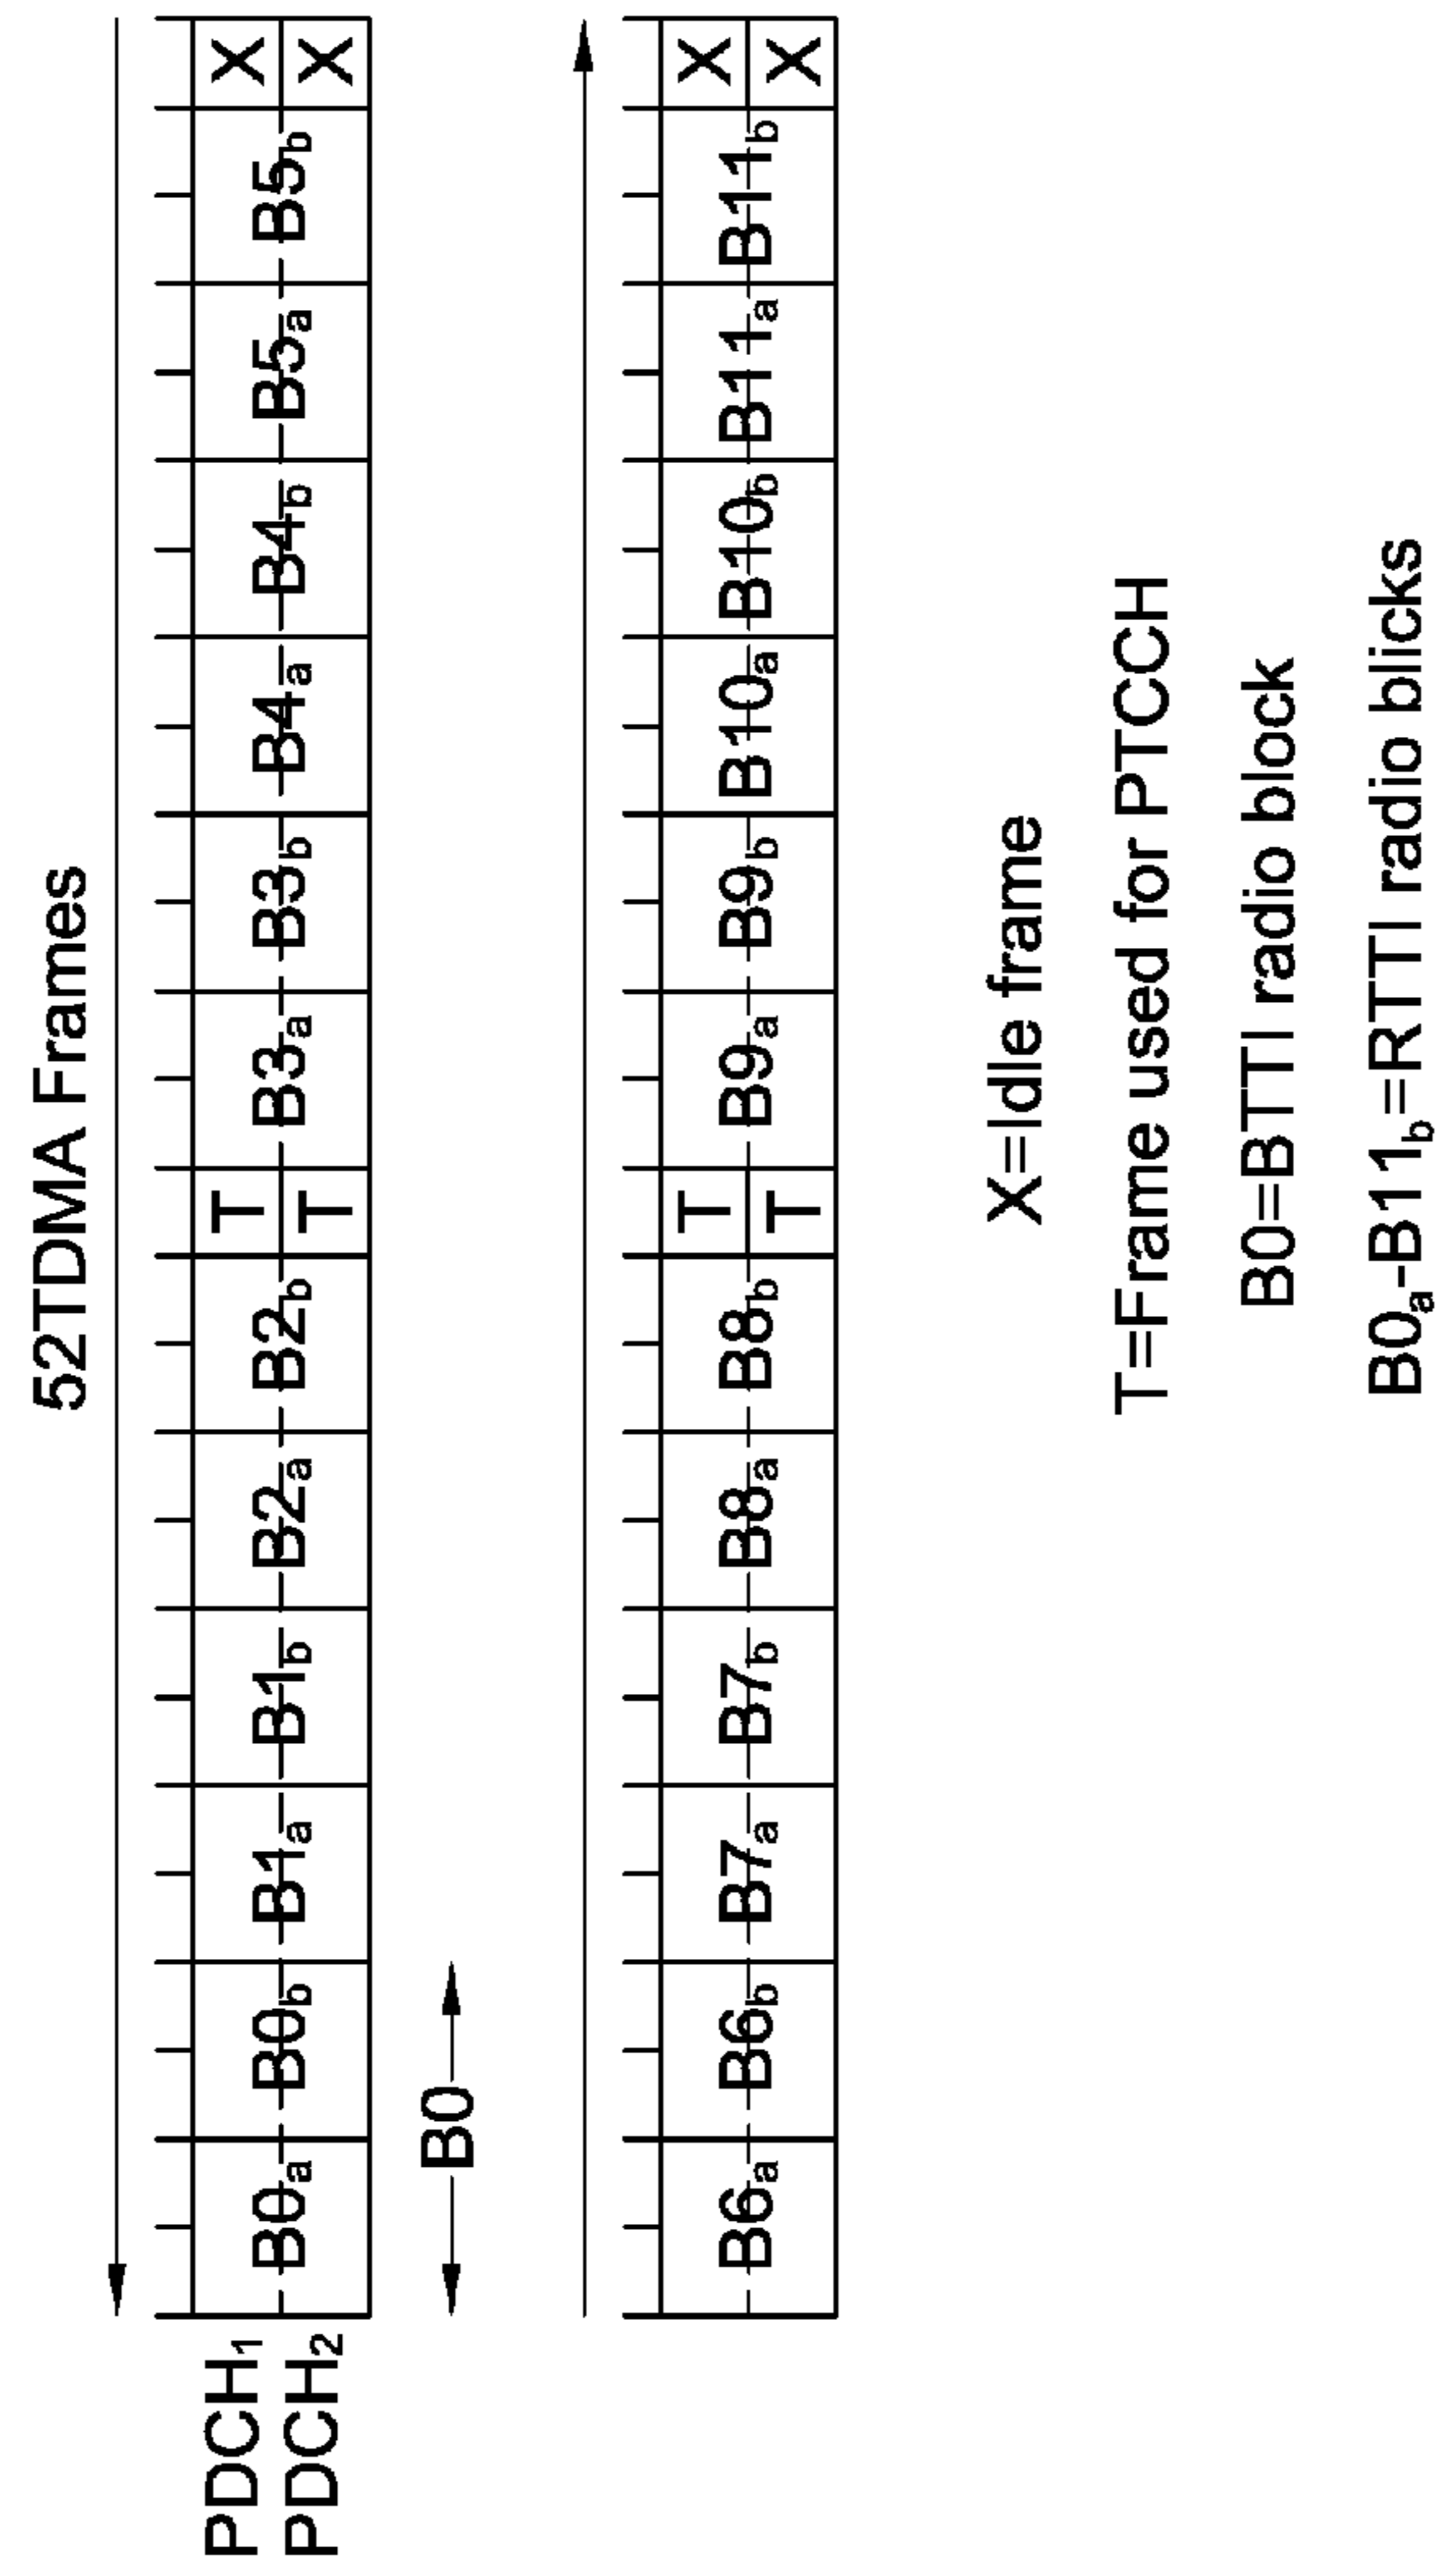 52TDMA Frames
PDCH1 B0a B0b B1a B1b B2a B2b T B3a B3b B4a B4b B5a B5b X
PDCH2 T X
B0
B6a B6b B7a B7b B8a B8b T B9a B9b B10a B10b B11a B11b X
T X
X=Idle frame
T=Frame used for PTCCH
B0=BTTI radio block
B0a-B11b=RTTI radio blicks